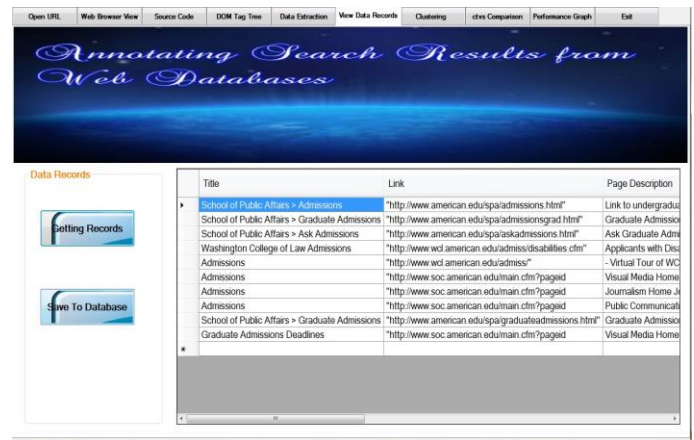 Open URL Web Browser View Source Code DOM Tag Tree Data Extraction View Data Records Clustering ctvs Comparison Performance Graph Exit
Annotating Search Results from
Web Databases
Data Records
Getting Records
Save To Database
Title Link Page Description
School of Public Affairs > Admissions "http://www.american.edu/spa/admissions.html" Link to undergradua
School of Public Affairs > Graduate Admissions "http://www.american.edu/spa/admissionsgrad.html" Graduate Admissio
School of Public Affairs > Ask Admissions "http://www.american.edu/spa/askadmissions.html" Ask Graduate Admi
Washington College of Law Admissions "http://www.wcl.american.edu/admiss/disabilities.cfm" Applicants with Disa
Admissions "http://www.wcl.american.edu/admiss/" - Virtual Tour of WC
Admissions "http://www.soc.american.edu/main.cfm?pageid Visual Media Home
Admissions "http://www.soc.american.edu/main.cfm?pageid Journalism Home Jo
Admissions "http://www.soc.american.edu/main.cfm?pageid Public Communicati
School of Public Affairs > Graduate Admissions "http://www.american.edu/spa/graduateadmissions.html" Graduate Admission
Graduate Admissions Deadlines "http://www.soc.american.edu/main.cfm?pageid Visual Media Home